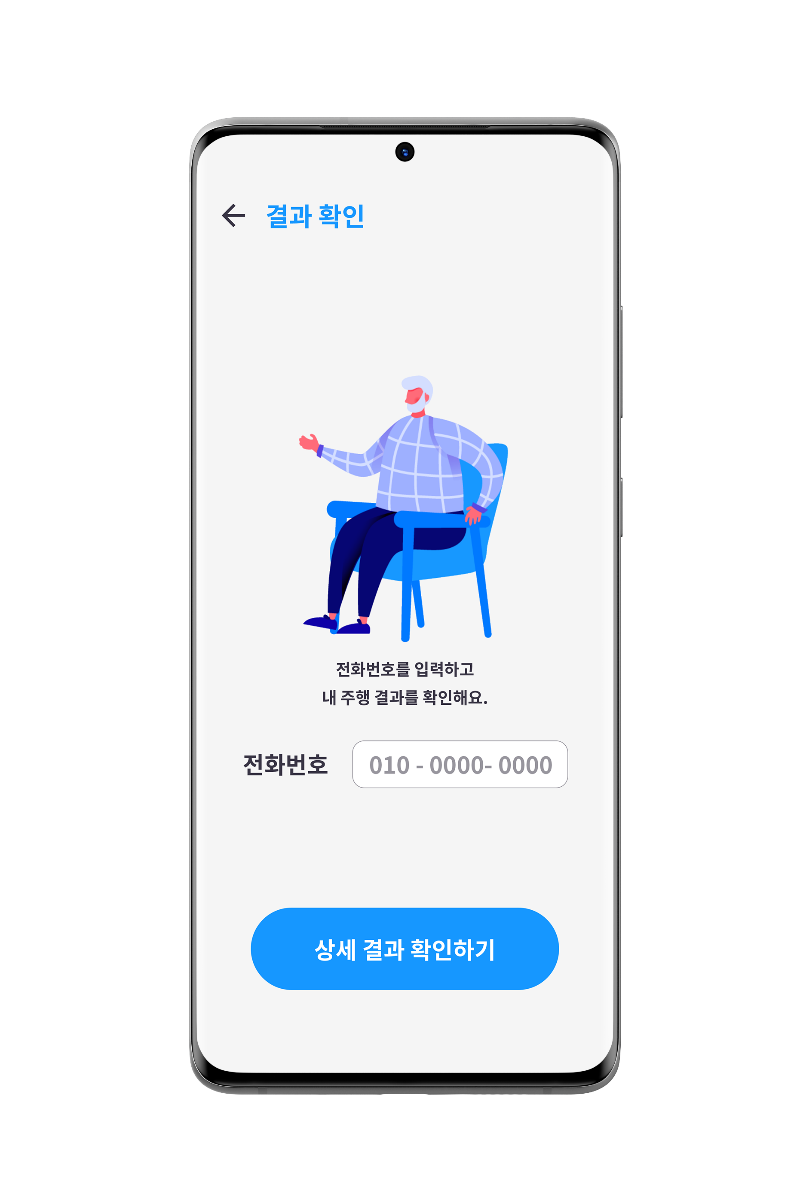 결과 확인
전화번호를 입력하고
내 주행 결과를 확인해요.
전화번호
010 - 0000- 0000
상세 결과 확인하기